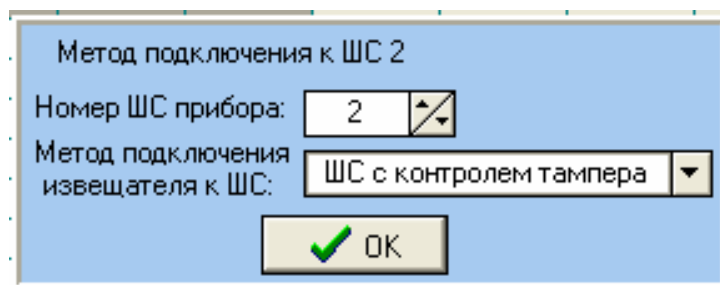 Метод подключения к ШС 2
Номер ШС прибора: 2
Метод подключения
извещателя к ШС: ШС с контролем тампера
OK